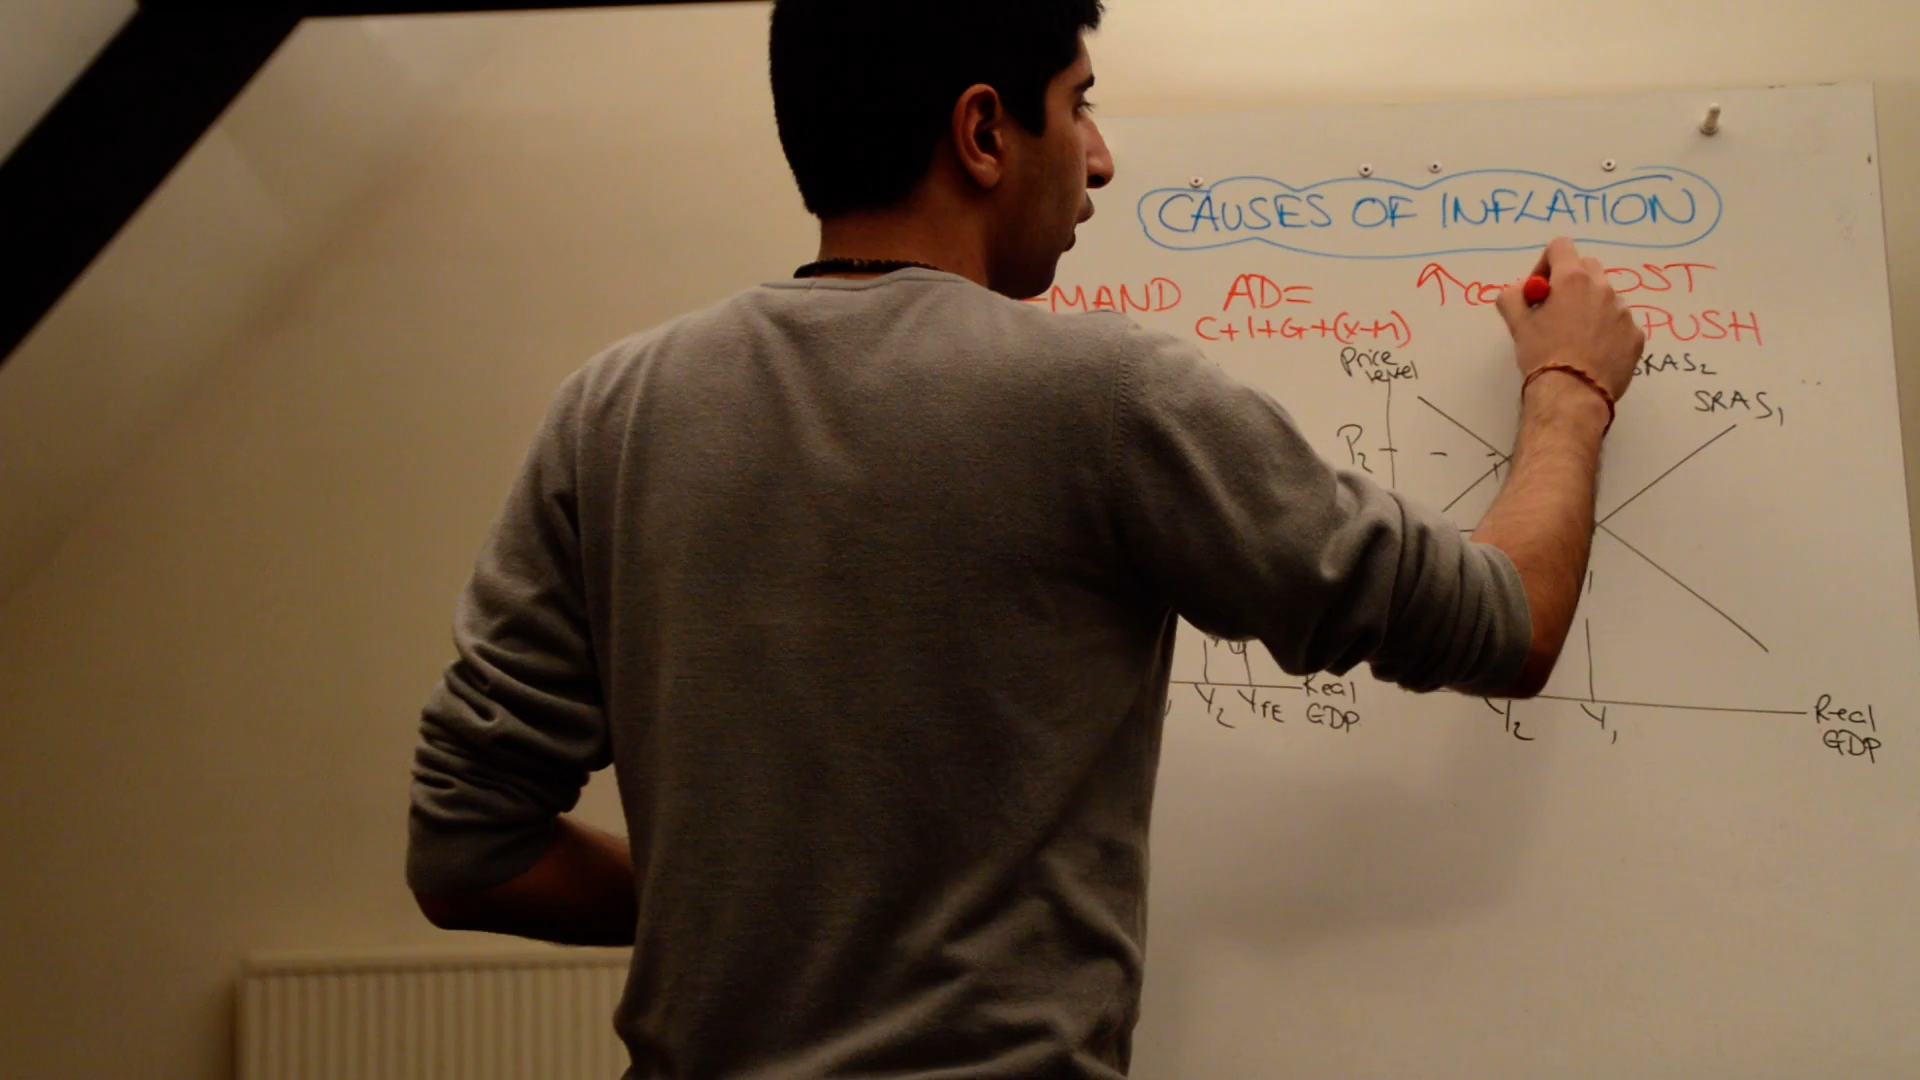 CAUSES OF INFLATION
MAND AD=
C+I+G+(X-M)
↑CO OST
PUSH
Price
Level
SRAS₂
SRAS₁
P₂
Y₂ YFE
Real
GDP
Y₂ Y₁
Real
GDP